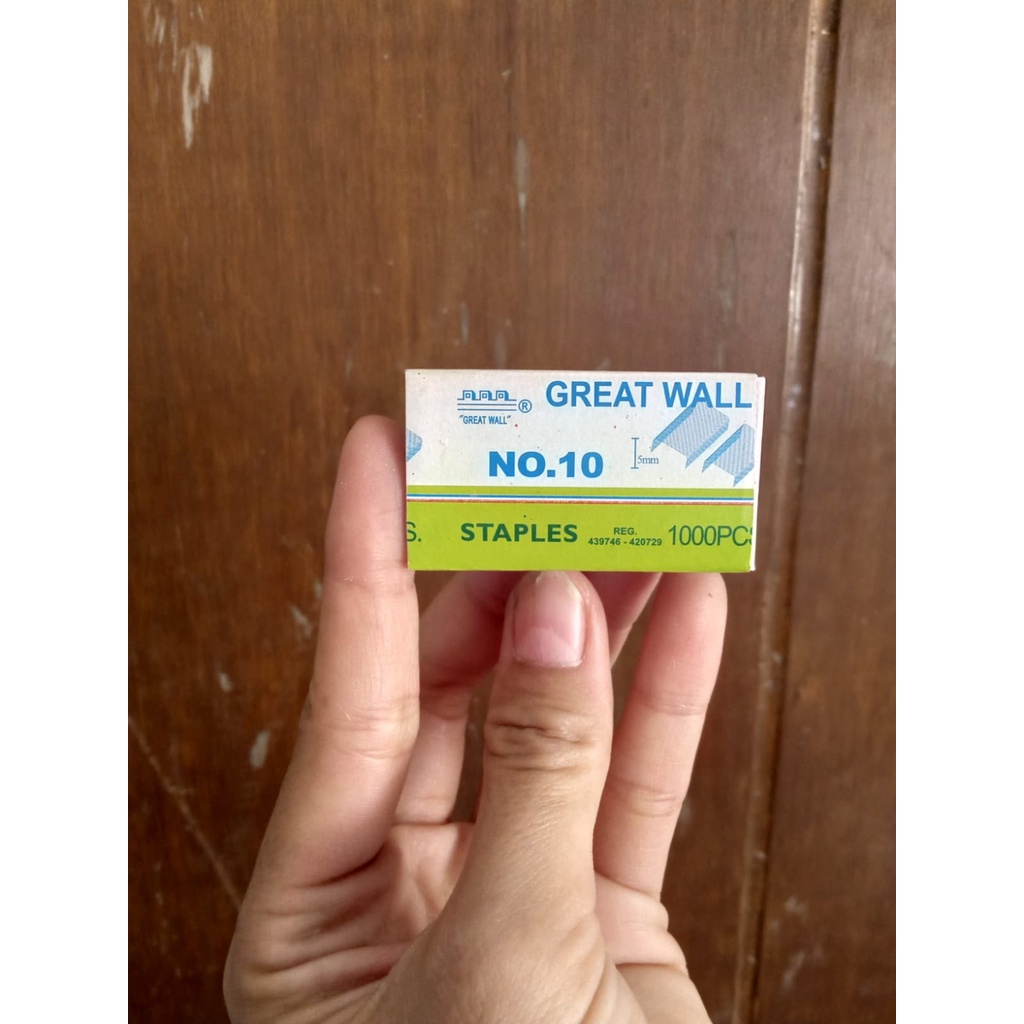 GREAT WALL
®
"GREAT WALL"
NO.10
5mm
S.
STAPLES
REG.
439746 - 420729
1000PCS